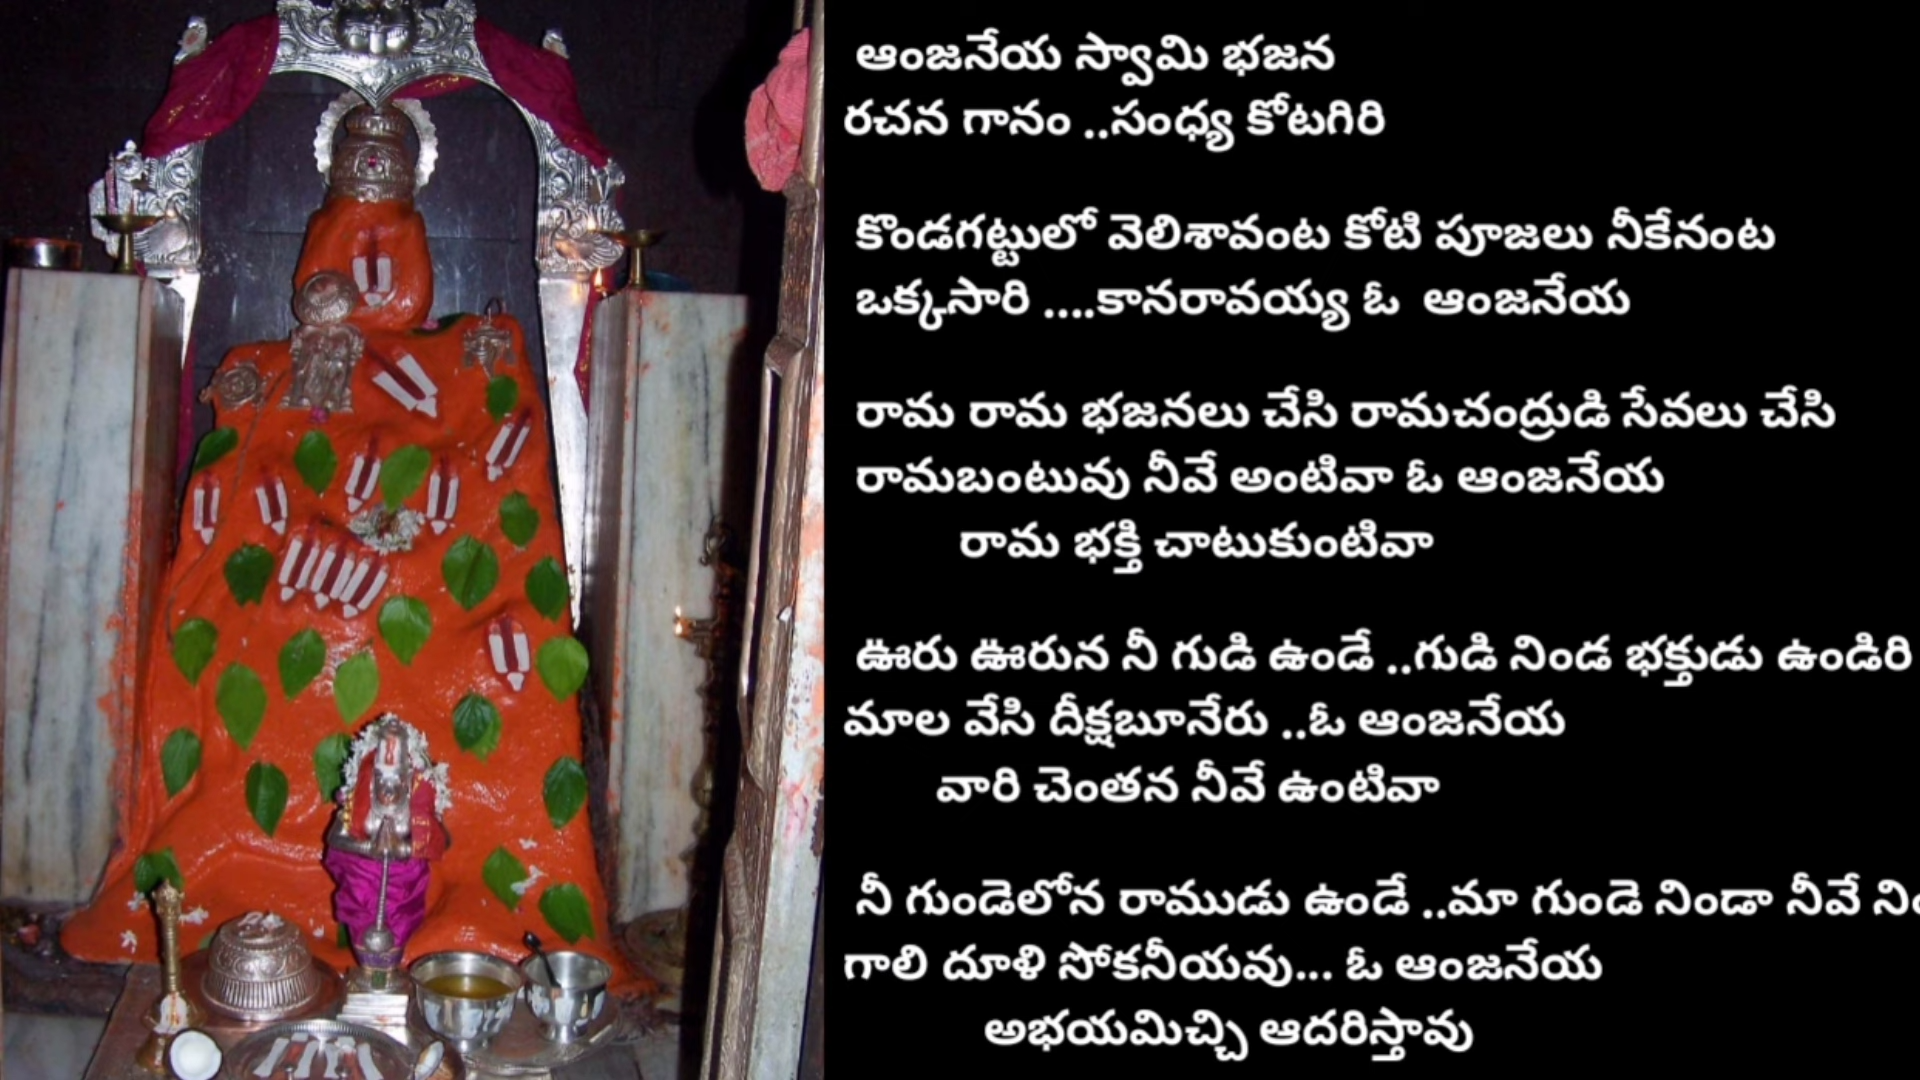 ఆంజనేయ స్వామి భజన
రచన గానం ..సంధ్య కోటగిరి
కొండగట్టులో వెలిశావంట కోటి పూజలు నీకేనంట
ఒక్కసారి ....కానరావయ్య ఓ ఆంజనేయ
రామ రామ భజనలు చేసి రామచంద్రుడి సేవలు చేసి
రామబంటువు నీవే అంటివా ఓ ఆంజనేయ
రామ భక్తి చాటుకుంటివా
ఊరు ఊరున నీ గుడి ఉండే ..గుడి నిండ భక్తుడు ఉండిరి
మాల వేసి దీక్షబూనేరు ..ఓ ఆంజనేయ
వారి చెంతన నీవే ఉంటివా
నీ గుండెలోన రాముడు ఉండే ..మా గుండె నిండా నీవే
గాలి దూళి సోకనీయవు... ఓ ఆంజనేయ
అభయమిచ్చి ఆదరిస్తావు